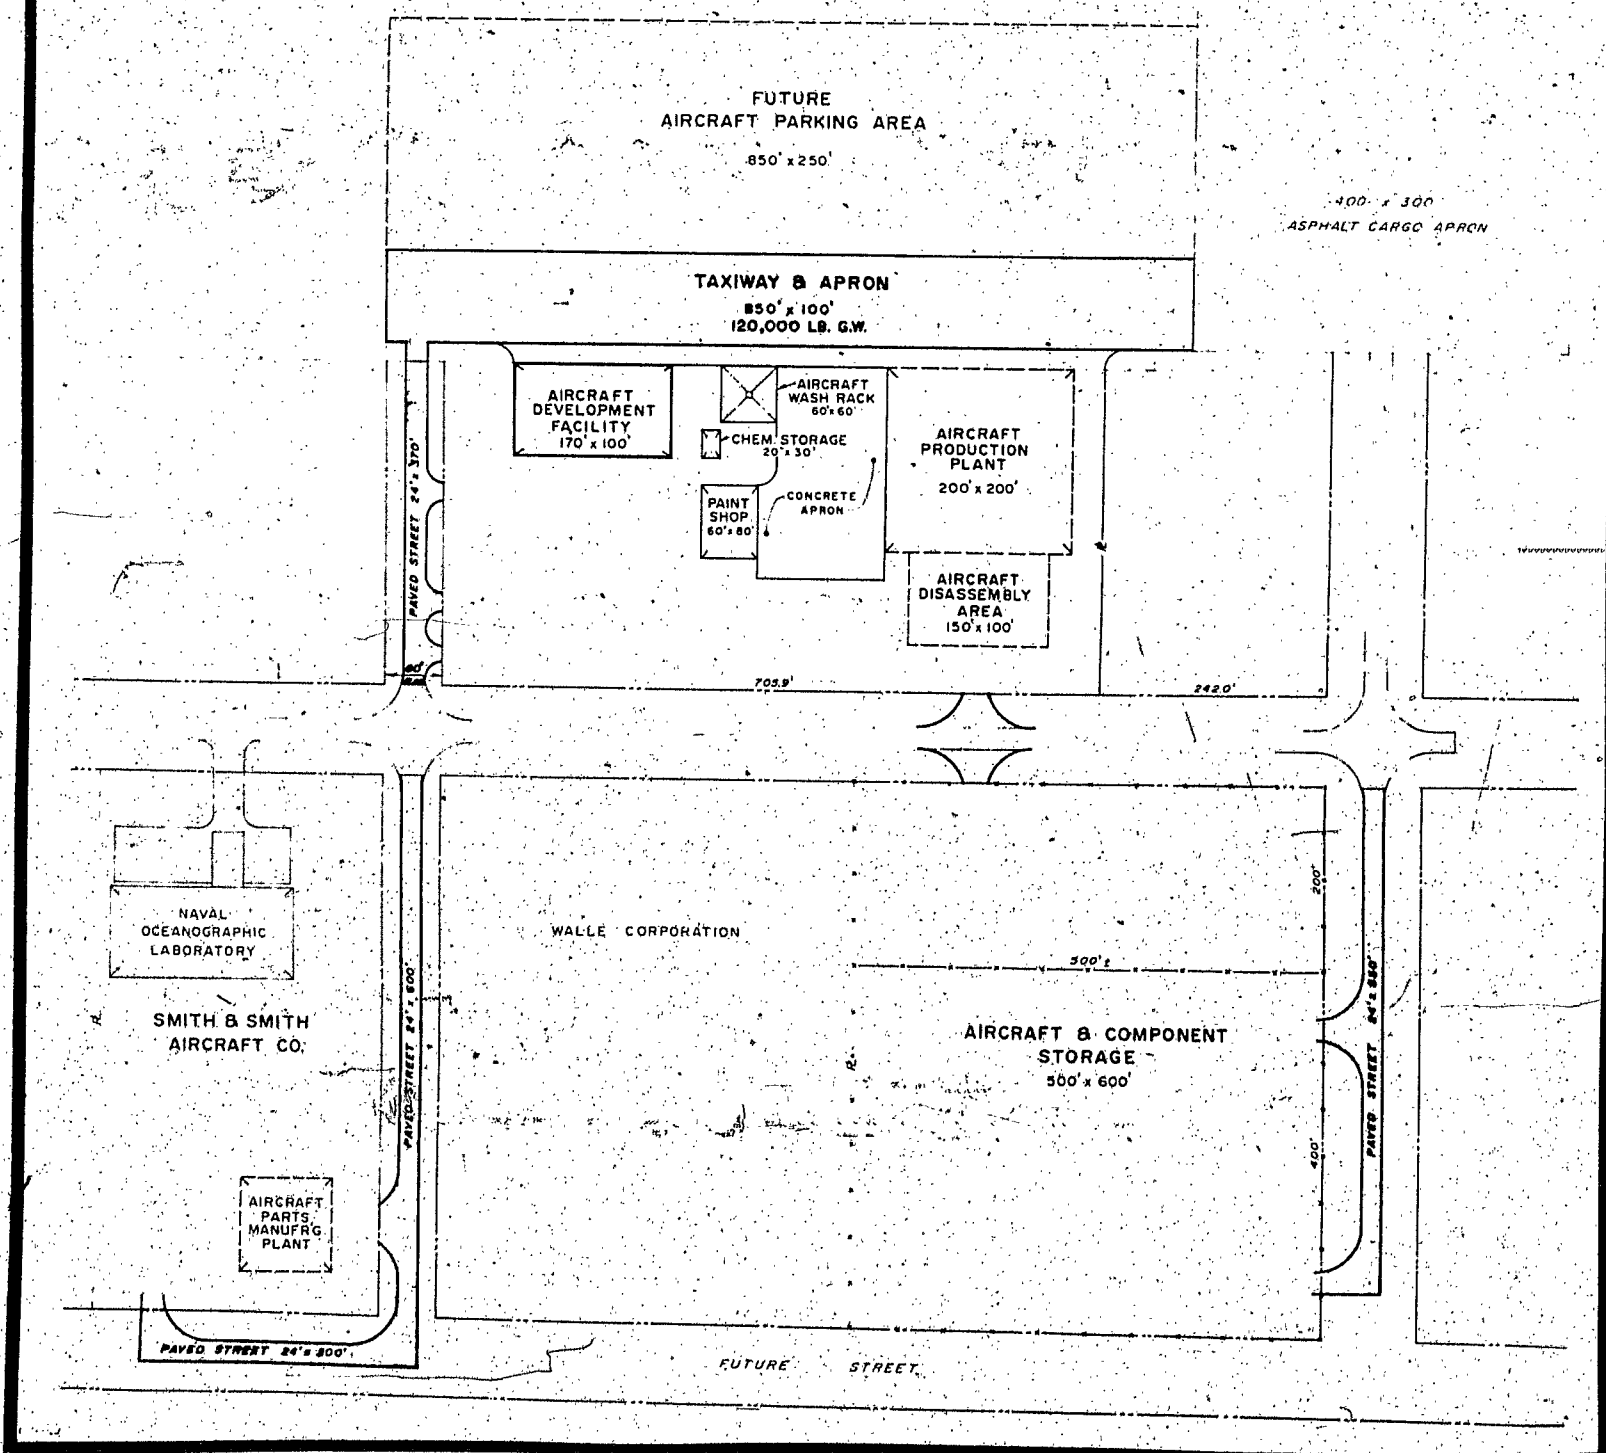 FUTURE
AIRCRAFT PARKING AREA
850' x 250'
400 x 300
ASPHALT CARGO APRON
TAXIWAY & APRON
850' x 100'
120,000 LB. G.W.
AIRCRAFT
DEVELOPMENT
FACILITY
170' x 100'
AIRCRAFT
WASH RACK
60' x 60'
CHEM. STORAGE
20' x 30'
PAINT
SHOP
60' x 80'
CONCRETE
APRON
AIRCRAFT
PRODUCTION
PLANT
200' x 200'
AIRCRAFT
DISASSEMBLY
AREA
150' x 100'
PAVED STREET 24' x 370'
705.9'
242.0'
NAVAL
OCEANOGRAPHIC
LABORATORY
SMITH & SMITH
AIRCRAFT CO.
WALLE CORPORATION
500' ±
200'
400'
AIRCRAFT & COMPONENT
STORAGE
500' x 600'
PAVED STREET 24' x 600'
PAVED STREET 24' x
AIRCRAFT
PARTS
MANUFRG
PLANT
PAVED STREET 24' x 300'
FUTURE STREET